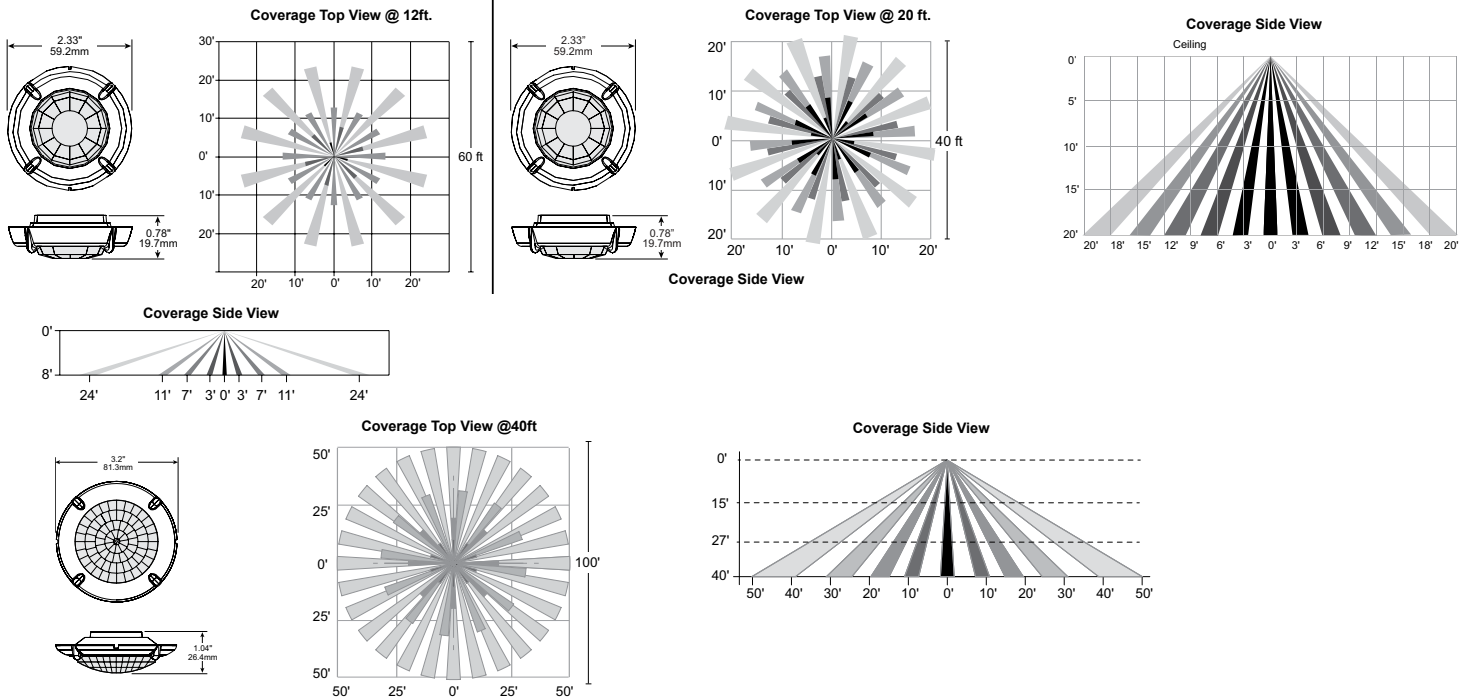 Coverage Top View @ 12ft.
2.33"
59.2mm
0.78"
19.7mm
30'
20'
10'
0'
10'
20'
20' 10' 0' 10' 20'
60 ft
Coverage Top View @ 20 ft.
2.33"
59.2mm
0.78"
19.7mm
20'
10'
0'
10'
20'
20' 10' 0' 10' 20'
40 ft
Coverage Side View
Coverage Side View
Ceiling
0'
5'
10'
15'
20'
20' 18' 15' 12' 9' 6' 3' 0' 3' 6' 9' 12' 15' 18' 20'
Coverage Side View
0'
8'
24' 11' 7' 3' 0' 3' 7' 11' 24'
3.2"
81.3mm
1.04"
26.4mm
Coverage Top View @40ft
50'
25'
0'
25'
50'
50' 25' 0' 25' 50'
100'
Coverage Side View
0'
15'
27'
40'
50' 40' 30' 20' 10' 0' 10' 20' 30' 40' 50'